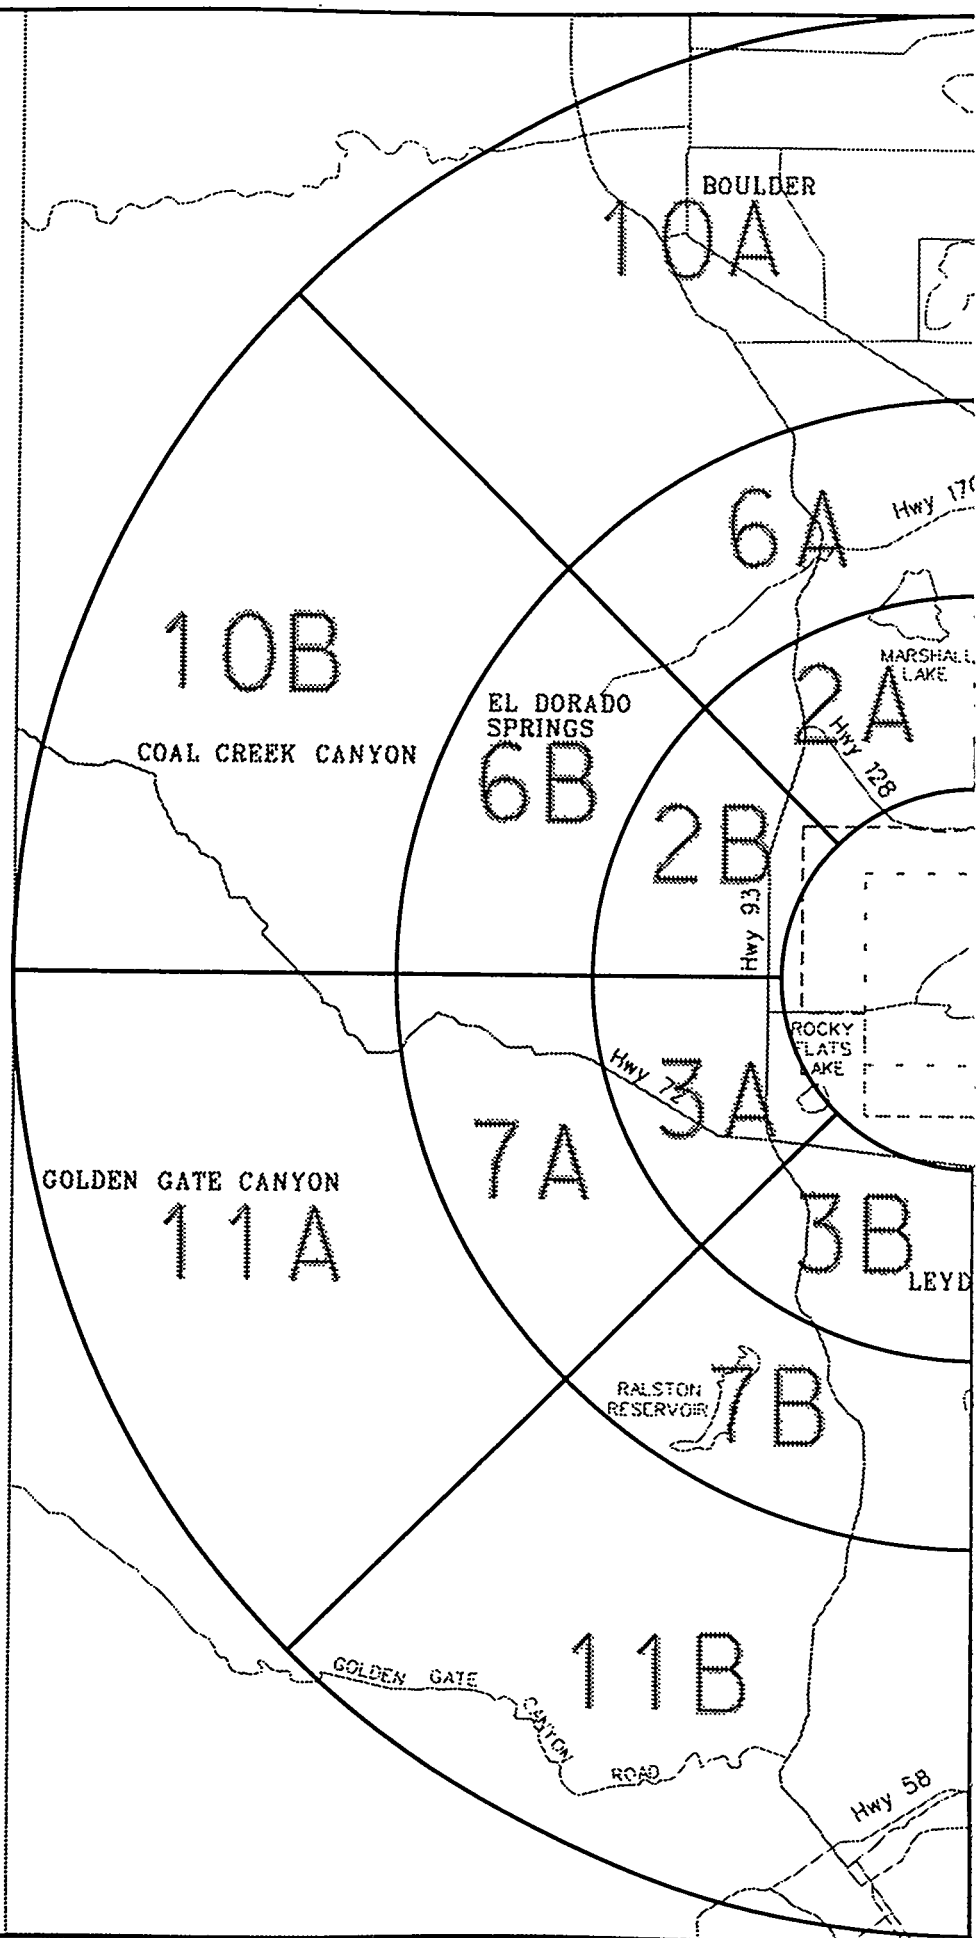 BOULDER
10A
6A
Hwy 170
10B
COAL CREEK CANYON
EL DORADO
SPRINGS
6B
MARSHALL
LAKE
2A
Hwy 128
2B
Hwy 93
ROCKY
FLATS
LAKE
Hwy 72
3A
7A
GOLDEN GATE CANYON
11A
3B
LEYD
RALSTON
RESERVOIR
7B
11B
GOLDEN GATE
CANYON
ROAD
Hwy 58